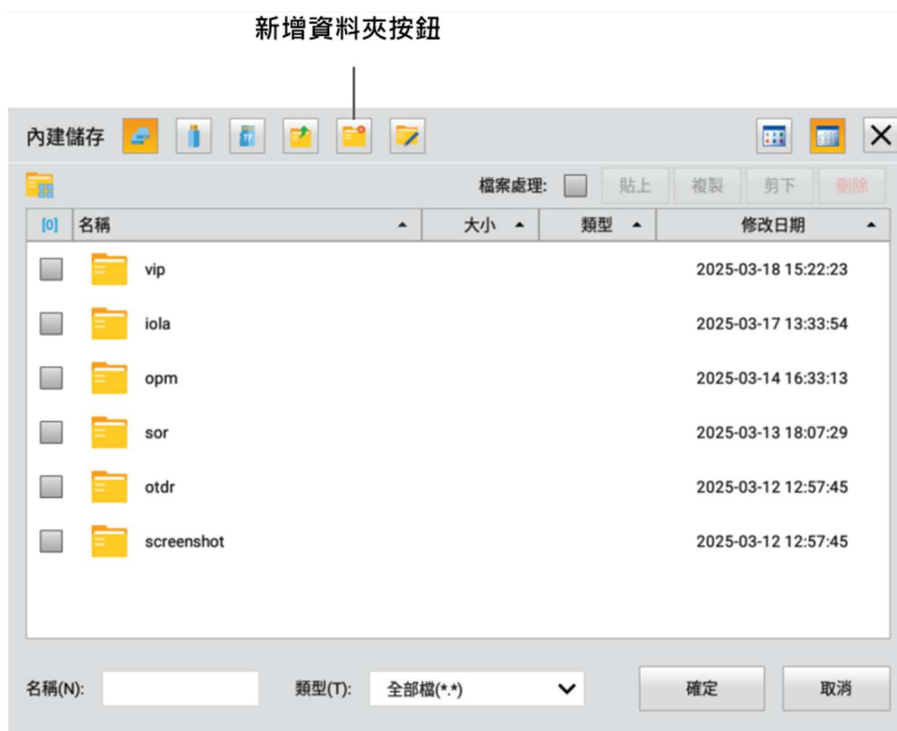 新增資料夾按鈕
內建儲存
TF
檔案處理: 貼上 複製 剪下 刪除
[0] 名稱 大小 類型 修改日期
vip 2025-03-18 15:22:23
iola 2025-03-17 13:33:54
opm 2025-03-14 16:33:13
sor 2025-03-13 18:07:29
otdr 2025-03-12 12:57:45
screenshot 2025-03-12 12:57:45
名稱(N): 類型(T): 全部檔(*.*) 確定 取消